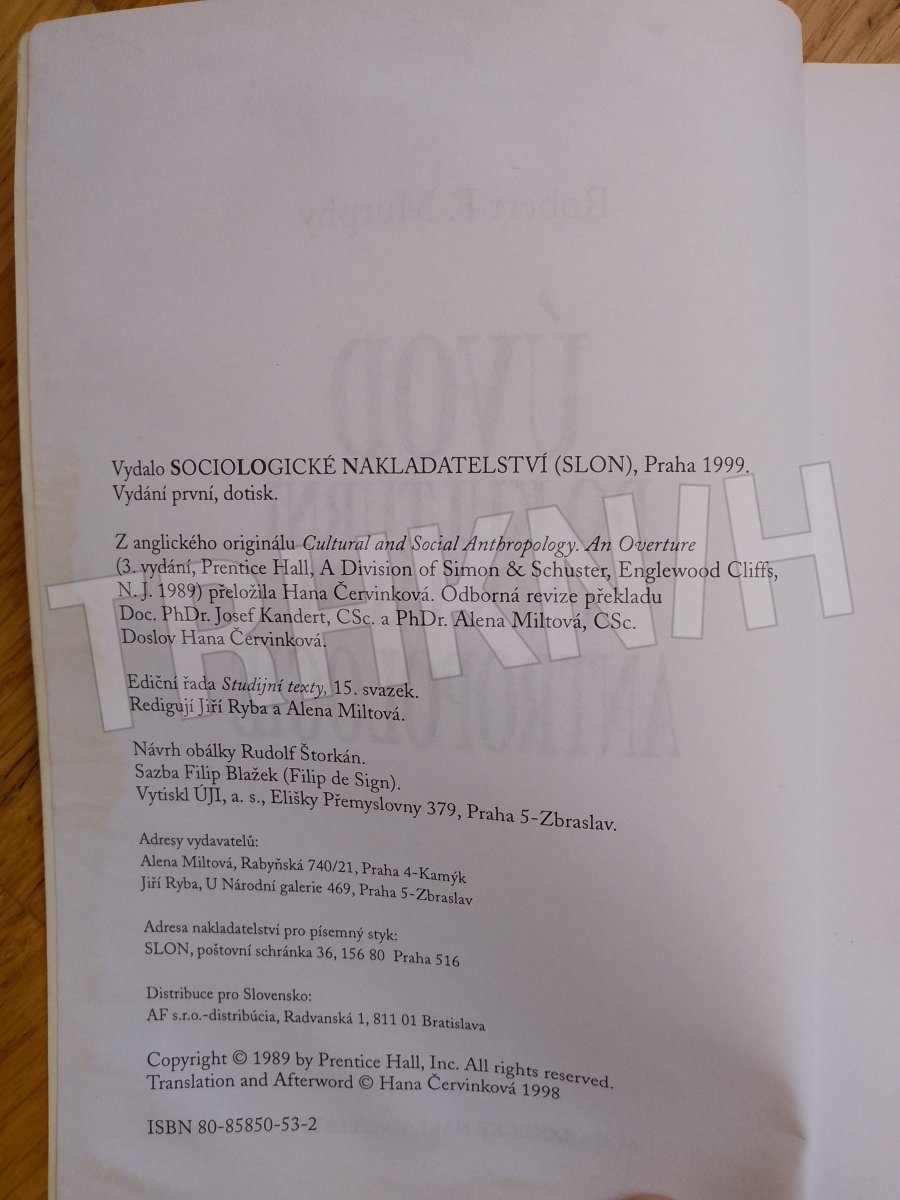 Robert F. Murphy
ÚVOD
DO KULTURNÍ
ANTROPOLOGIE
Vydalo SOCIOLOGICKÉ NAKLADATELSTVÍ (SLON), Praha 1999.
Vydání první, dotisk.
Z anglického originálu Cultural and Social Anthropology. An Overture
(3. vydání, Prentice Hall, A Division of Simon & Schuster, Englewood Cliffs,
N. J. 1989) přeložila Hana Červinková. Odborná revize překladu
Doc. PhDr. Josef Kandert, CSc. a PhDr. Alena Miltová, CSc.
Doslov Hana Červinková.
TRHKNIH
Ediční řada Studijní texty, 15. svazek.
Redigují Jiří Ryba a Alena Miltová.
Návrh obálky Rudolf Štorkán.
Sazba Filip Blažek (Filip de Sign).
Vytiskl ÚJI, a. s., Elišky Přemyslovny 379, Praha 5-Zbraslav.
Adresy vydavatelů:
Alena Miltová, Rabyňská 740/21, Praha 4-Kamýk
Jiří Ryba, U Národní galerie 469, Praha 5-Zbraslav
Adresa nakladatelství pro písemný styk:
SLON, poštovní schránka 36, 156 80 Praha 516
Distribuce pro Slovensko:
AF s.r.o.-distribúcia, Radvanská 1, 811 01 Bratislava
Copyright © 1989 by Prentice Hall, Inc. All rights reserved.
Translation and Afterword © Hana Červinková 1998
ISBN 80-85850-53-2